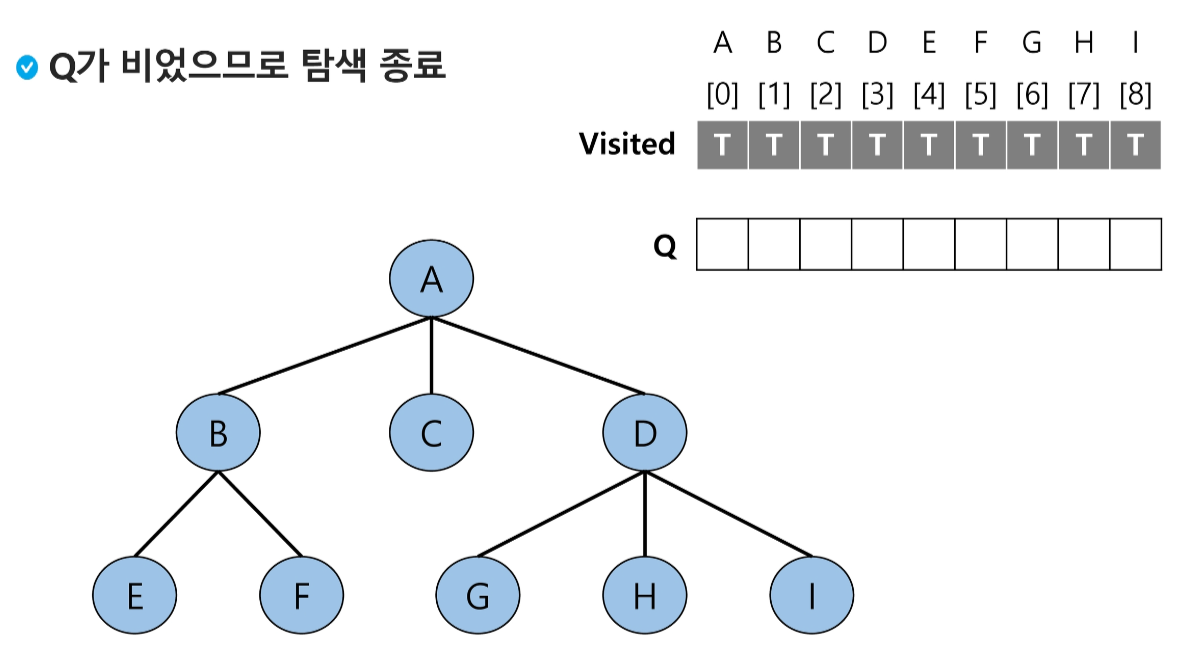 Q가 비었으므로 탐색 종료
A B C D E F G H I
[0] [1] [2] [3] [4] [5] [6] [7] [8]
Visited T T T T T T T T T
Q
A
B C D
E F G H I